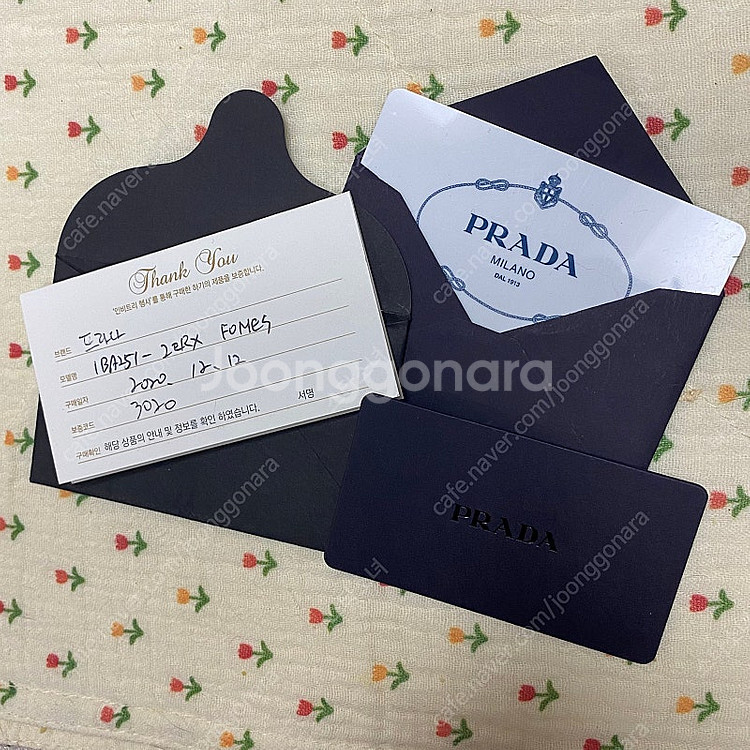 Thank You
'인비트리 행사'를 통해 구매한 하기의 제품을 보증합니다.
브랜드 프라다
모델명 1BA251-2ERX F0MES
구매일자 2020. 12. 12
보증코드 3020
구매확인 해당 상품의 안내 및 정보를 확인 하였습니다. 서명
PRADA
MILANO
DAL 1913
PRADA
Joonggonara
cafe.naver.com/joonggonara